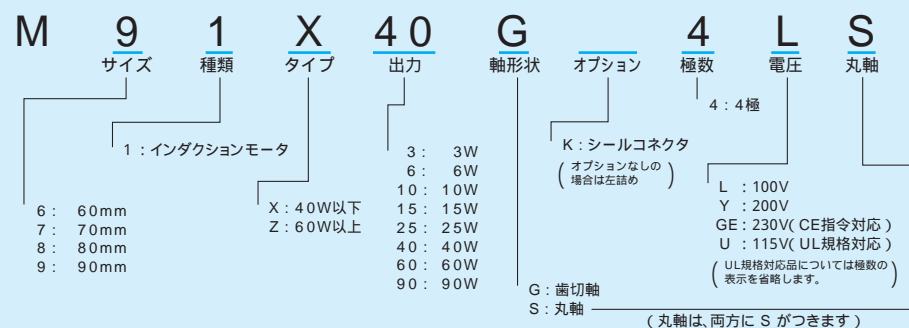 M 9 1 X 40 G 4 L S
サイズ 種類 タイプ 出力 軸形状 オプション 極数 電圧 丸軸
4：4極
1：インダクションモータ
K：シールコネクタ
（オプションなしの
場合は左詰め）
3： 3W
6： 6W
10： 10W
15： 15W
25： 25W
40： 40W
60： 60W
90： 90W
X：40W以下
Z：60W以上
6： 60mm
7： 70mm
8： 80mm
9： 90mm
L ：100V
Y ：200V
GE：230V(CE指令対応)
U ：115V(UL規格対応)
（UL規格対応品については極数の
表示を省略します。）
G：歯切軸
S：丸軸
(丸軸は、両方に S がつきます)